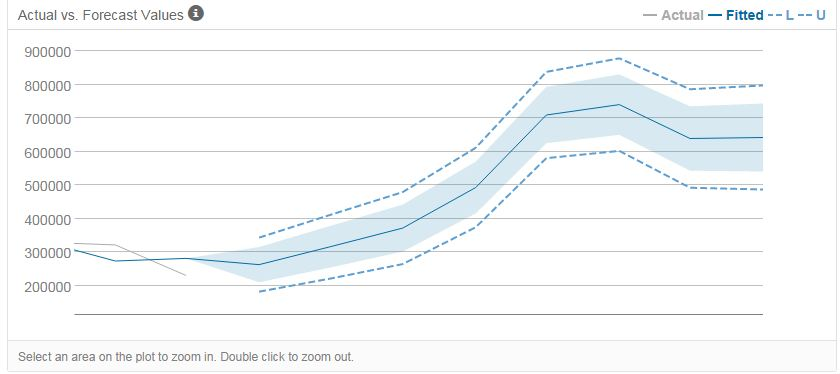 Actual vs. Forecast Values i
Actual Fitted L U
900000
800000
700000
600000
500000
400000
300000
200000
Select an area on the plot to zoom in. Double click to zoom out.